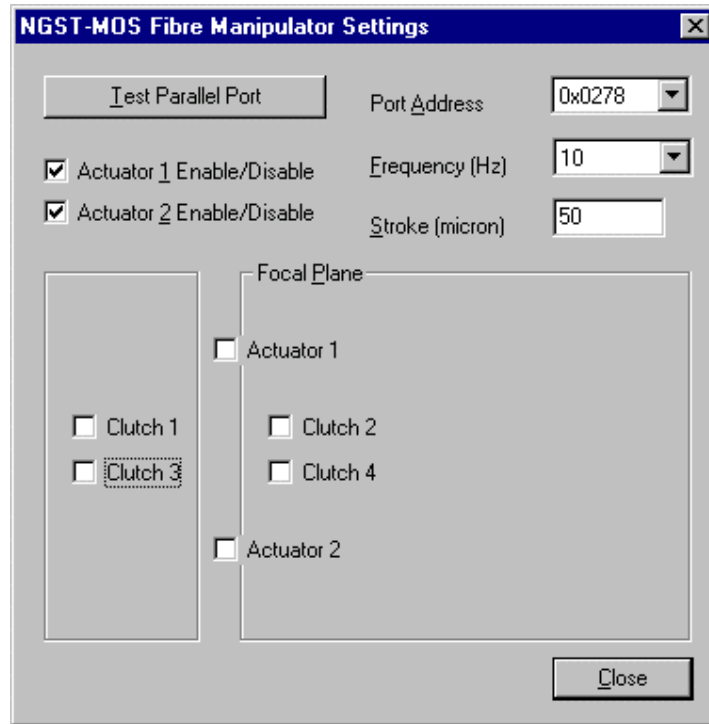 NGST-MOS Fibre Manipulator Settings
Test Parallel Port
Port Address 0x0278
Actuator 1 Enable/Disable
Frequency (Hz) 10
Actuator 2 Enable/Disable
Stroke (micron) 50
Focal Plane
Actuator 1
Clutch 1 Clutch 2
Clutch 3 Clutch 4
Actuator 2
Close